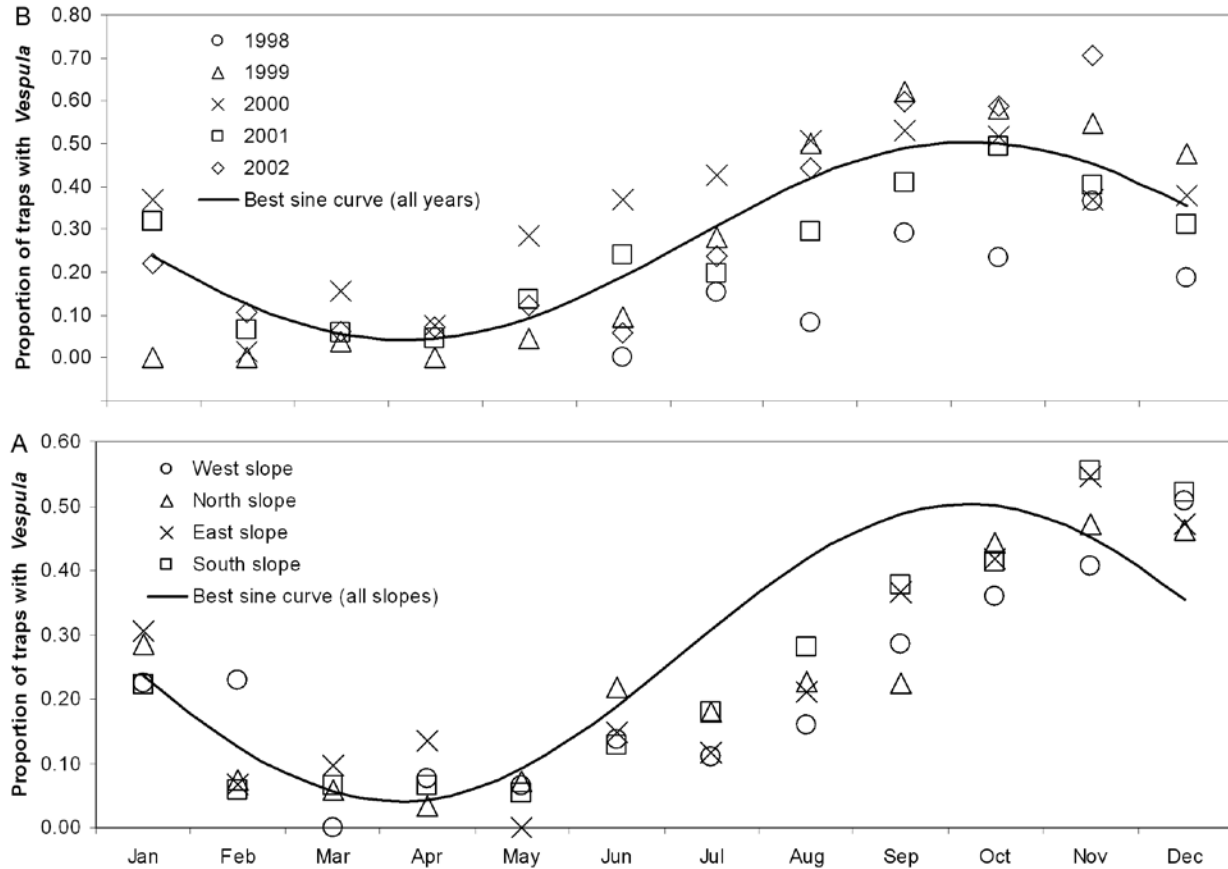 B
Proportion of traps with Vespula
0.80
0.70
0.60
0.50
0.40
0.30
0.20
0.10
0.00
1998
1999
2000
2001
2002
Best sine curve (all years)
A
Proportion of traps with Vespula
0.60
0.50
0.40
0.30
0.20
0.10
0.00
West slope
North slope
East slope
South slope
Best sine curve (all slopes)
Jan Feb Mar Apr May Jun Jul Aug Sep Oct Nov Dec